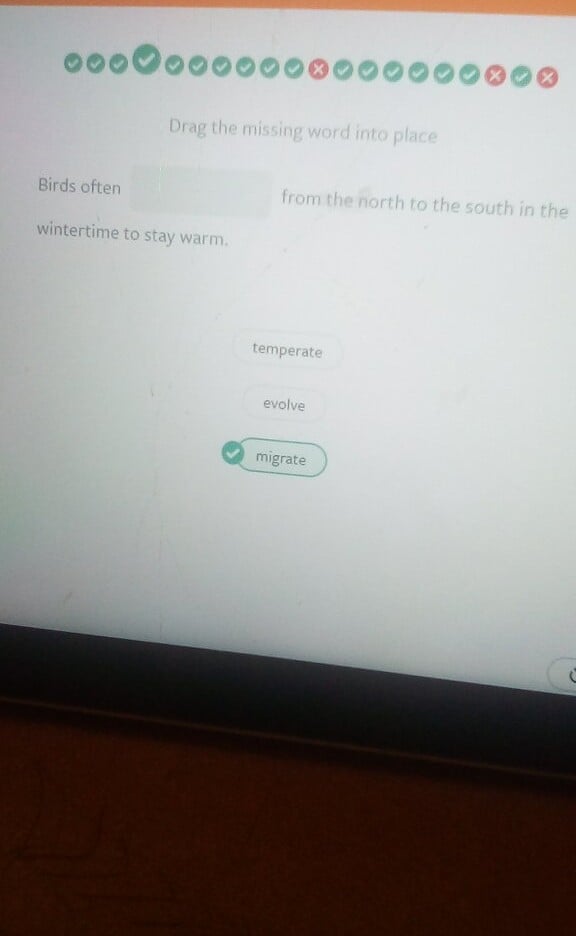 Drag the missing word into place
Birds often from the north to the south in the
wintertime to stay warm.
temperate
evolve
migrate